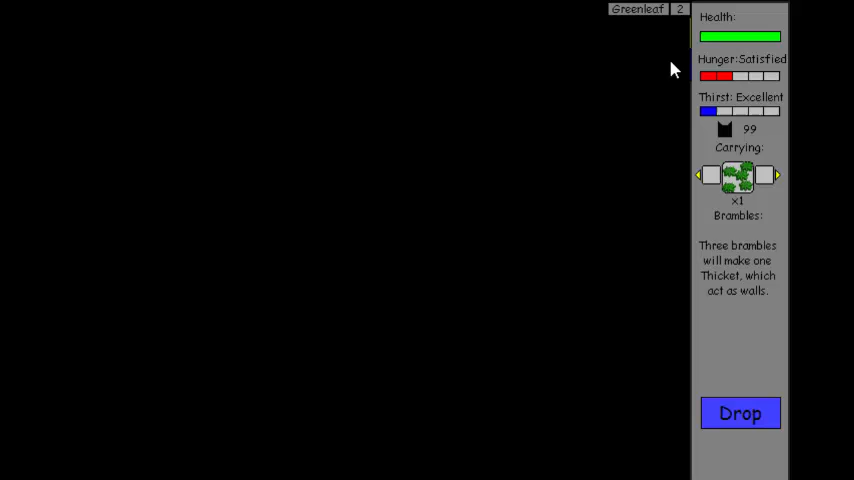 Greenleaf 2
Health:
Hunger:Satisfied
Thirst: Excellent
99
Carrying:
x1
Brambles:
Three brambles
will make one
Thicket, which
act as walls.
Drop